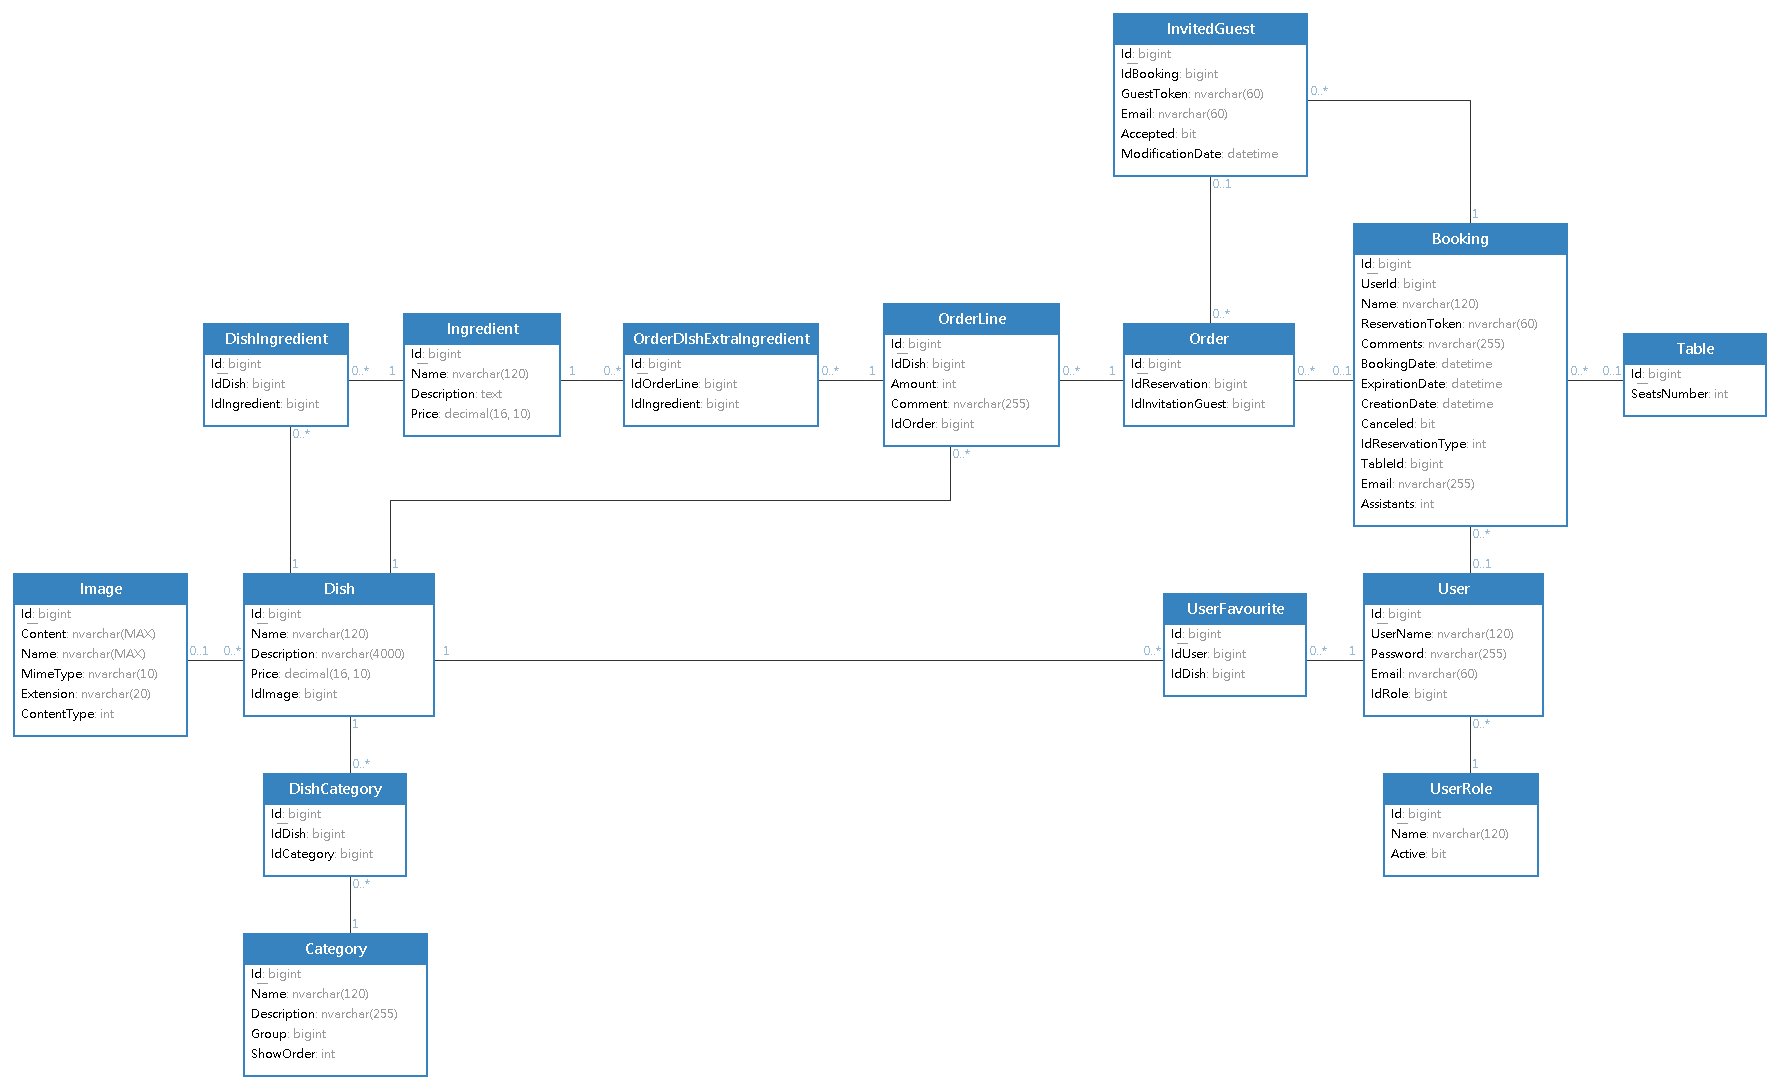 InvitedGuest
Id: bigint
IdBooking: bigint
GuestToken: nvarchar(60)
Email: nvarchar(60)
Accepted: bit
ModificationDate: datetime
0..*
0..1
1
0..*
Booking
Id: bigint
UserId: bigint
Name: nvarchar(120)
ReservationToken: nvarchar(60)
Comments: nvarchar(255)
BookingDate: datetime
ExpirationDate: datetime
CreationDate: datetime
Canceled: bit
IdReservationType: int
TableId: bigint
Email: nvarchar(255)
Assistants: int
DishIngredient
Id: bigint
IdDish: bigint
IdIngredient: bigint
0..*
1
Ingredient
Id: bigint
Name: nvarchar(120)
Description: text
Price: decimal(16, 10)
1
0..*
OrderDIshExtraIngredient
Id: bigint
IdOrderLine: bigint
IdIngredient: bigint
0..*
1
OrderLine
Id: bigint
IdDish: bigint
Amount: int
Comment: nvarchar(255)
IdOrder: bigint
0..*
1
Order
Id: bigint
IdReservation: bigint
IdInvitationGuest: bigint
0..*
0..1
0..*
0..1
Table
Id: bigint
SeatsNumber: int
0..*
0..*
0..*
0..1
1
1
Image
Id: bigint
Content: nvarchar(MAX)
Name: nvarchar(MAX)
MimeType: nvarchar(10)
Extension: nvarchar(20)
ContentType: int
0..1
0..*
Dish
Id: bigint
Name: nvarchar(120)
Description: nvarchar(4000)
Price: decimal(16, 10)
IdImage: bigint
1
0..*
UserFavourite
Id: bigint
IdUser: bigint
IdDish: bigint
0..*
1
User
Id: bigint
UserName: nvarchar(120)
Password: nvarchar(255)
Email: nvarchar(60)
IdRole: bigint
1
0..*
0..*
1
DishCategory
Id: bigint
IdDish: bigint
IdCategory: bigint
UserRole
Id: bigint
Name: nvarchar(120)
Active: bit
0..*
1
Category
Id: bigint
Name: nvarchar(120)
Description: nvarchar(255)
Group: bigint
ShowOrder: int